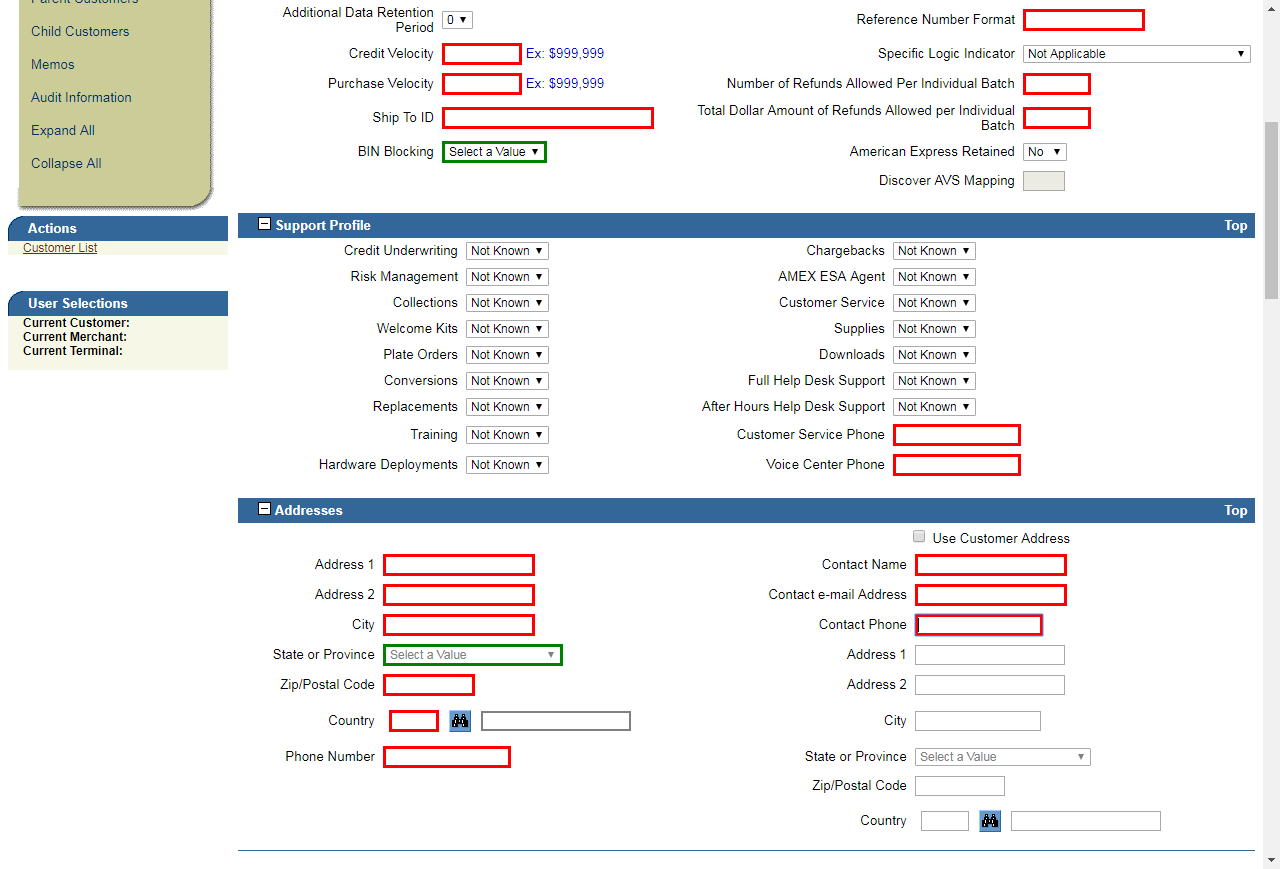 Parent Customers
Child Customers
Memos
Audit Information
Expand All
Collapse All
Actions
Customer List
User Selections
Current Customer:
Current Merchant:
Current Terminal:
Additional Data Retention
Period
0
Credit Velocity
Ex: $999,999
Purchase Velocity
Ex: $999,999
Ship To ID
BIN Blocking
Select a Value
Reference Number Format
Specific Logic Indicator
Not Applicable
Number of Refunds Allowed Per Individual Batch
Total Dollar Amount of Refunds Allowed per Individual
Batch
American Express Retained
No
Discover AVS Mapping
Support Profile
Top
Credit Underwriting
Not Known
Risk Management
Not Known
Collections
Not Known
Welcome Kits
Not Known
Plate Orders
Not Known
Conversions
Not Known
Replacements
Not Known
Training
Not Known
Hardware Deployments
Not Known
Chargebacks
Not Known
AMEX ESA Agent
Not Known
Customer Service
Not Known
Supplies
Not Known
Downloads
Not Known
Full Help Desk Support
Not Known
After Hours Help Desk Support
Not Known
Customer Service Phone
Voice Center Phone
Addresses
Top
Address 1
Address 2
City
State or Province
Select a Value
Zip/Postal Code
Country
Phone Number
Use Customer Address
Contact Name
Contact e-mail Address
Contact Phone
Address 1
Address 2
City
State or Province
Select a Value
Zip/Postal Code
Country